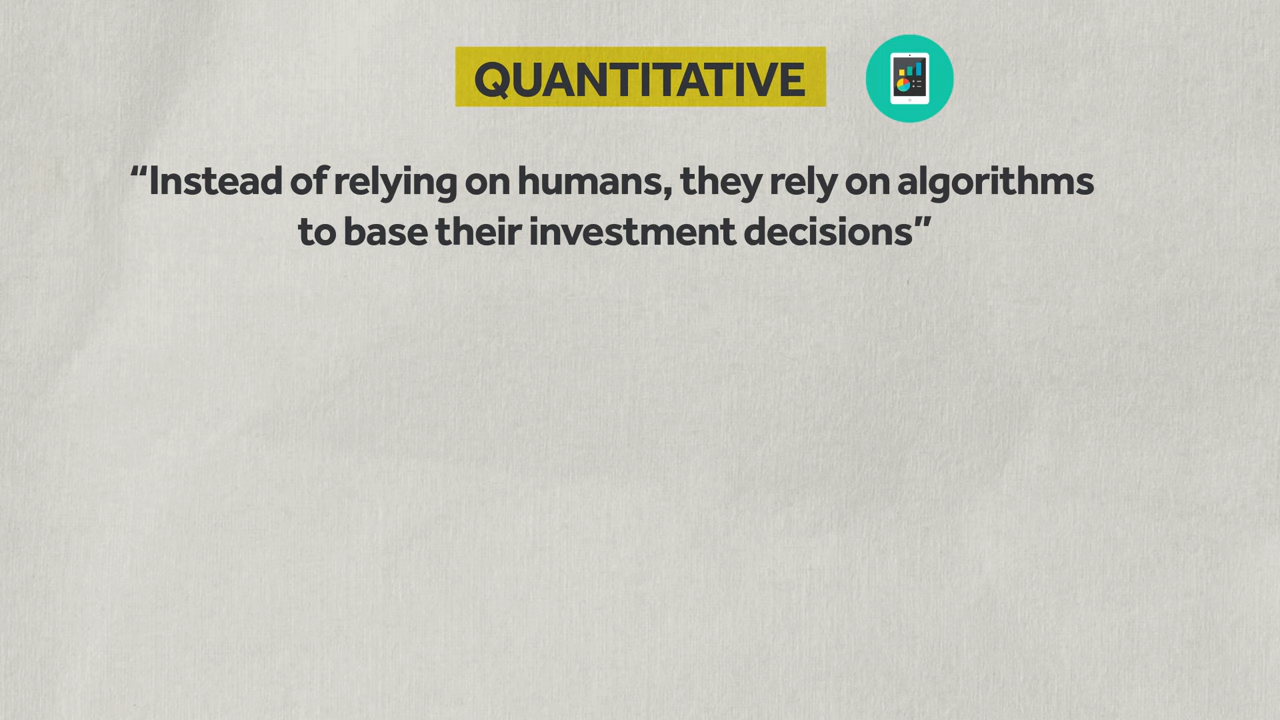 QUANTITATIVE
“Instead of relying on humans, they rely on algorithms
to base their investment decisions”